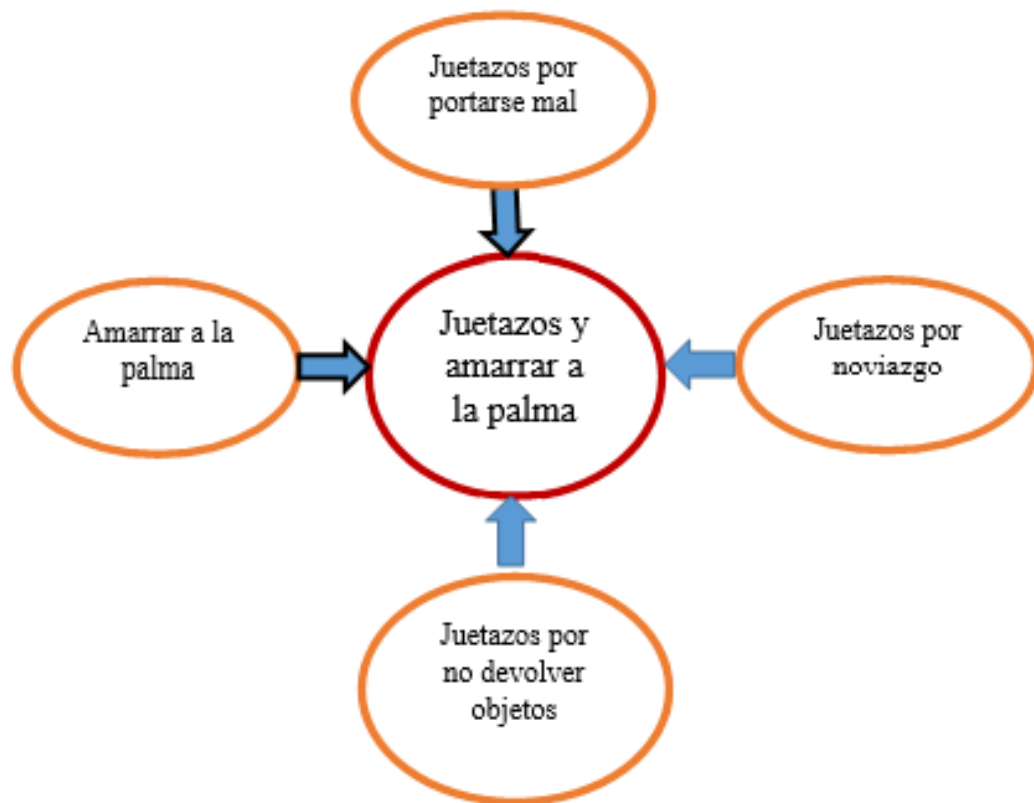 Juetazos por
portarse mal
Amarrar a la
palma
Juetazos y
amarrar a
la palma
Juetazos por
noviazgo
Juetazos por
no devolver
objetos